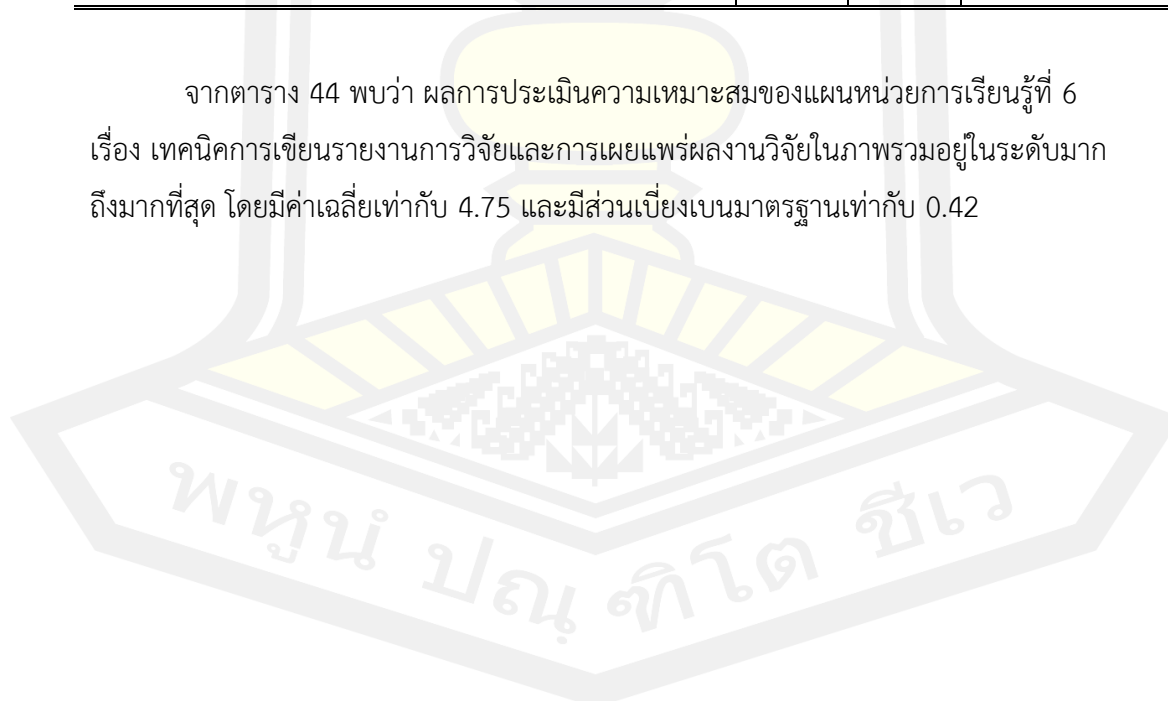 จากตาราง 44 พบว่า ผลการประเมินความเหมาะสมของแผนหน่วยการเรียนรู้ที่ 6
เรื่อง เทคนิคการเขียนรายงานการวิจัยและการเผยแพร่ผลงานวิจัยในภาพรวมอยู่ในระดับมาก
ถึงมากที่สุด โดยมีค่าเฉลี่ยเท่ากับ 4.75 และมีส่วนเบี่ยงเบนมาตรฐานเท่ากับ 0.42
พหูนํ ปณฺฑิโต ชีเว